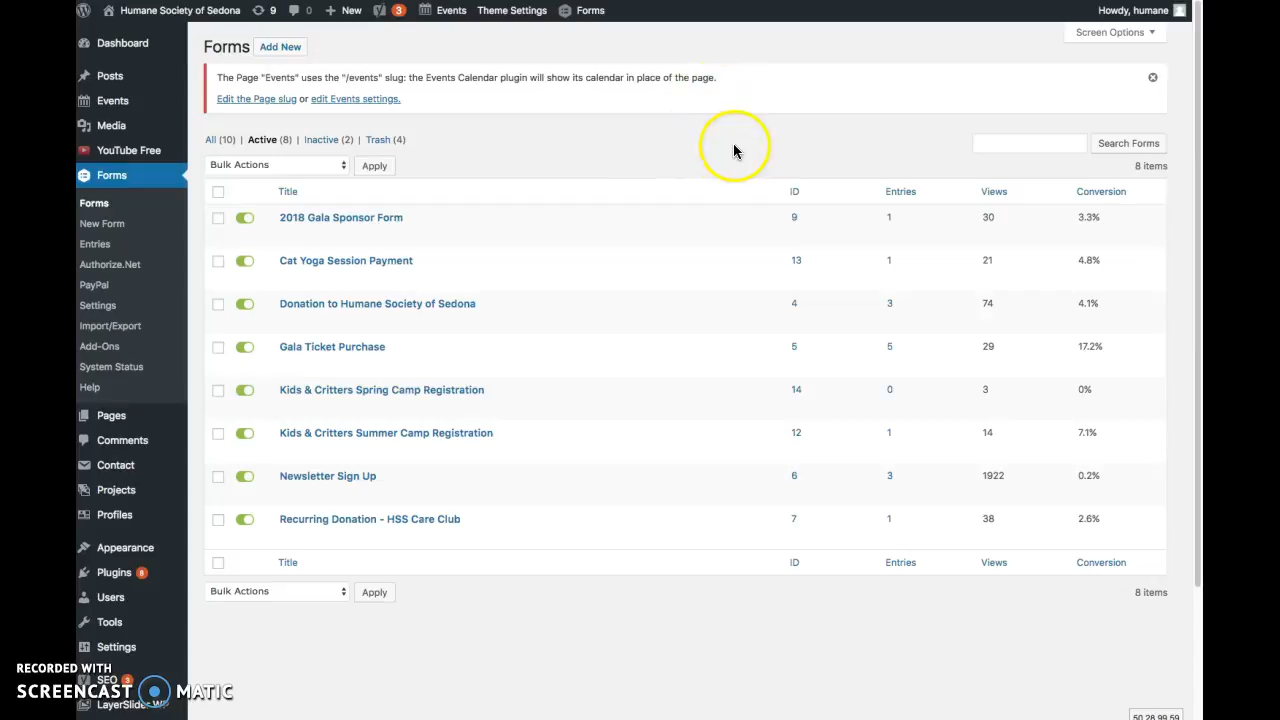 Humane Society of Sedona 9 0 New 3 Events Theme Settings Forms Howdy, humane
Screen Options
Dashboard
Posts
Events
Media
YouTube Free
Forms
Forms
New Form
Entries
Authorize.Net
PayPal
Settings
Import/Export
Add-Ons
System Status
Help
Pages
Comments
Contact
Projects
Profiles
Appearance
Plugins 8
Users
Tools
Settings
SEO 3
LayerSlider WP
Forms Add New
The Page "Events" uses the "/events" slug: the Events Calendar plugin will show its calendar in place of the page.
Edit the Page slug or edit Events settings.
All (10) | Active (8) | Inactive (2) | Trash (4)
Search Forms
Bulk Actions Apply 8 items
Title ID Entries Views Conversion
2018 Gala Sponsor Form 9 1 30 3.3%
Cat Yoga Session Payment 13 1 21 4.8%
Donation to Humane Society of Sedona 4 3 74 4.1%
Gala Ticket Purchase 5 5 29 17.2%
Kids & Critters Spring Camp Registration 14 0 3 0%
Kids & Critters Summer Camp Registration 12 1 14 7.1%
Newsletter Sign Up 6 3 1922 0.2%
Recurring Donation - HSS Care Club 7 1 38 2.6%
Title ID Entries Views Conversion
Bulk Actions Apply 8 items
RECORDED WITH
SCREENCAST MATIC
50.28.99.59